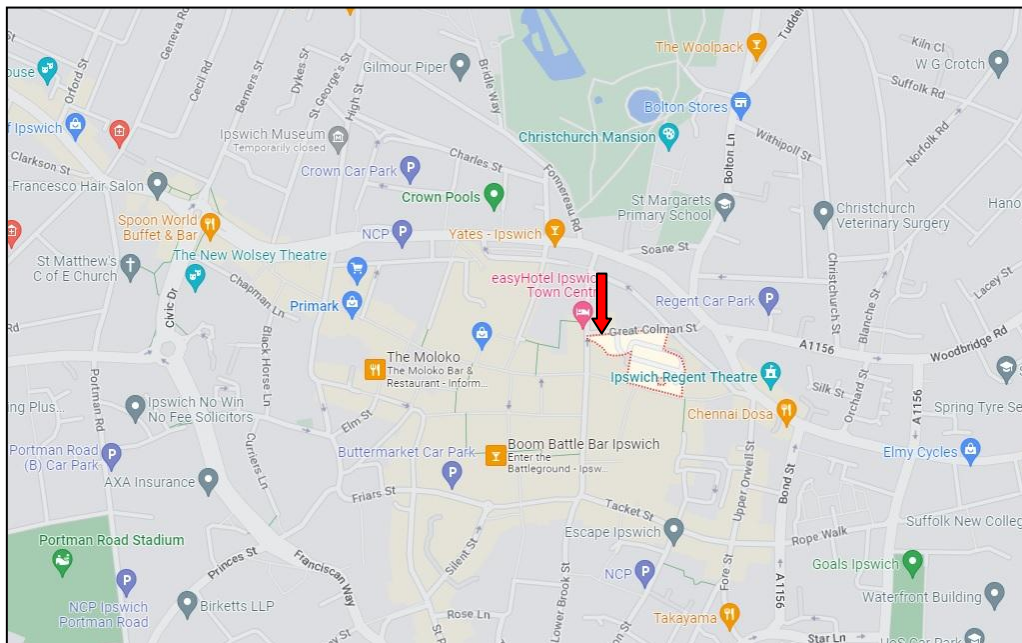 The Woolpack
Tudden
Kiln Cl
W G Crotch
Suffolk Rd
Geneva Rd
Orford St
Cecil Rd
Berners St
Dykes St
St George's St
High St
Gilmour Piper
Bridle Way
Bolton Stores
Bolton Ln
Withipoll St
Norfolk Rd
ouse
of Ipswich
Clarkson St
Ipswich Museum
Temporarily closed
Christchurch Mansion
Crown Car Park
Charles St
Fonnereau Rd
Francesco Hair Salon
Crown Pools
St Margarets
Primary School
Christchurch
Veterinary Surgery
Hano
Spoon World
Buffet & Bar
NCP
Yates - Ipswich
Soane St
St Matthew's
C of E Church
The New Wolsey Theatre
easyHotel Ipswic
Town Cent
Regent Car Park
Christchurch St
Blanche St
Lacey St
Civic Dr
Chapman Ln
Primark
Great Colman St
Rd
A1156
Woodbridge Rd
Black Horse Ln
The Moloko
The Moloko Bar &
Restaurant - Inform...
Ipswich Regent Theatre
Silk St
Orchard St
S
Portman Rd
ing Plus...
Ipswich No Win
No Fee Solicitors
Elm St
Chennai Dosa
A1156
Spring Tyre Se
Portman Road
(B) Car Park
Curriers Ln
Buttermarket Car Park
Boom Battle Bar Ipswich
Enter the
Battleground - Ipsw...
Upper Orwell St
Bond St
Elmy Cycles
AXA Insurance
Friars St
Tacket St
Escape Ipswich
Rope Walk
Suffolk New Colleg
Portman Road Stadium
Princes St
Franciscan Way
Silent St
Lower Brook St
NCP
Fore St
Goals Ipswich
NCP Ipswich
Portman Road
Birketts LLP
Rose Ln
St P
Takayama
A1156
Star Ln
Waterfront Building
UoS Car Park